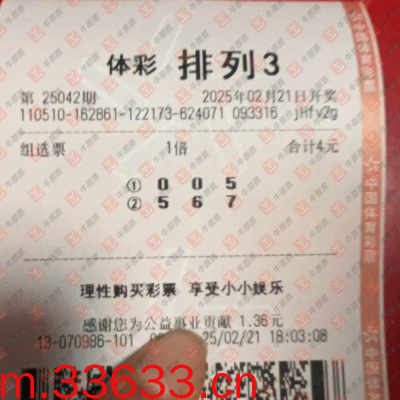 体彩 排列3
第 25042期 2025年02月21日开奖
110510-162861-122173-624071 093316 jHfv2g
组选票 1倍 合计4元
① 0 0 5
② 5 6 7
理性购买彩票 享受小小娱乐
感谢您为公益事业贡献 1.36元
13-070996-101 25/02/21 18:03:08
m.33633.cn